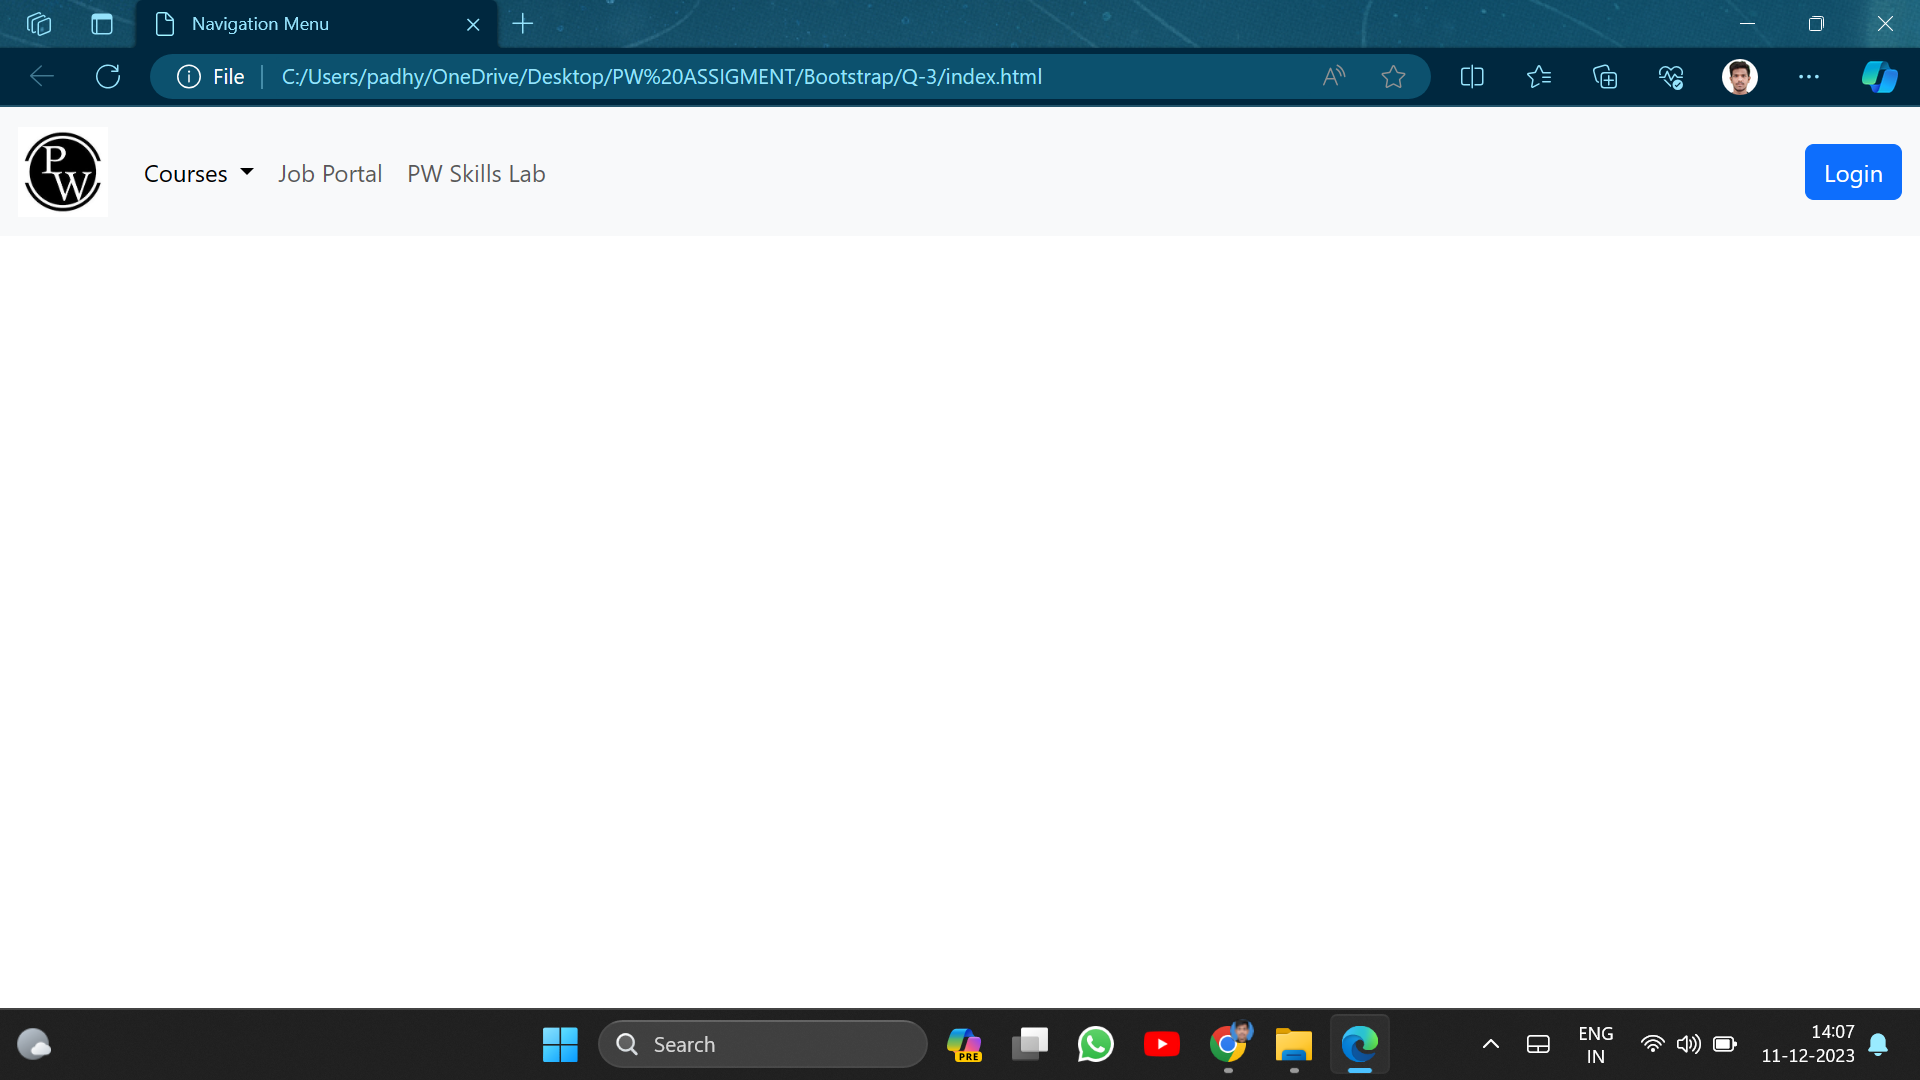 Navigation Menu
File C:/Users/padhy/OneDrive/Desktop/PW%20ASSIGMENT/Bootstrap/Q-3/index.html
PW Courses Job Portal PW Skills Lab Login
Search
PRE
ENG
IN
14:07
11-12-2023